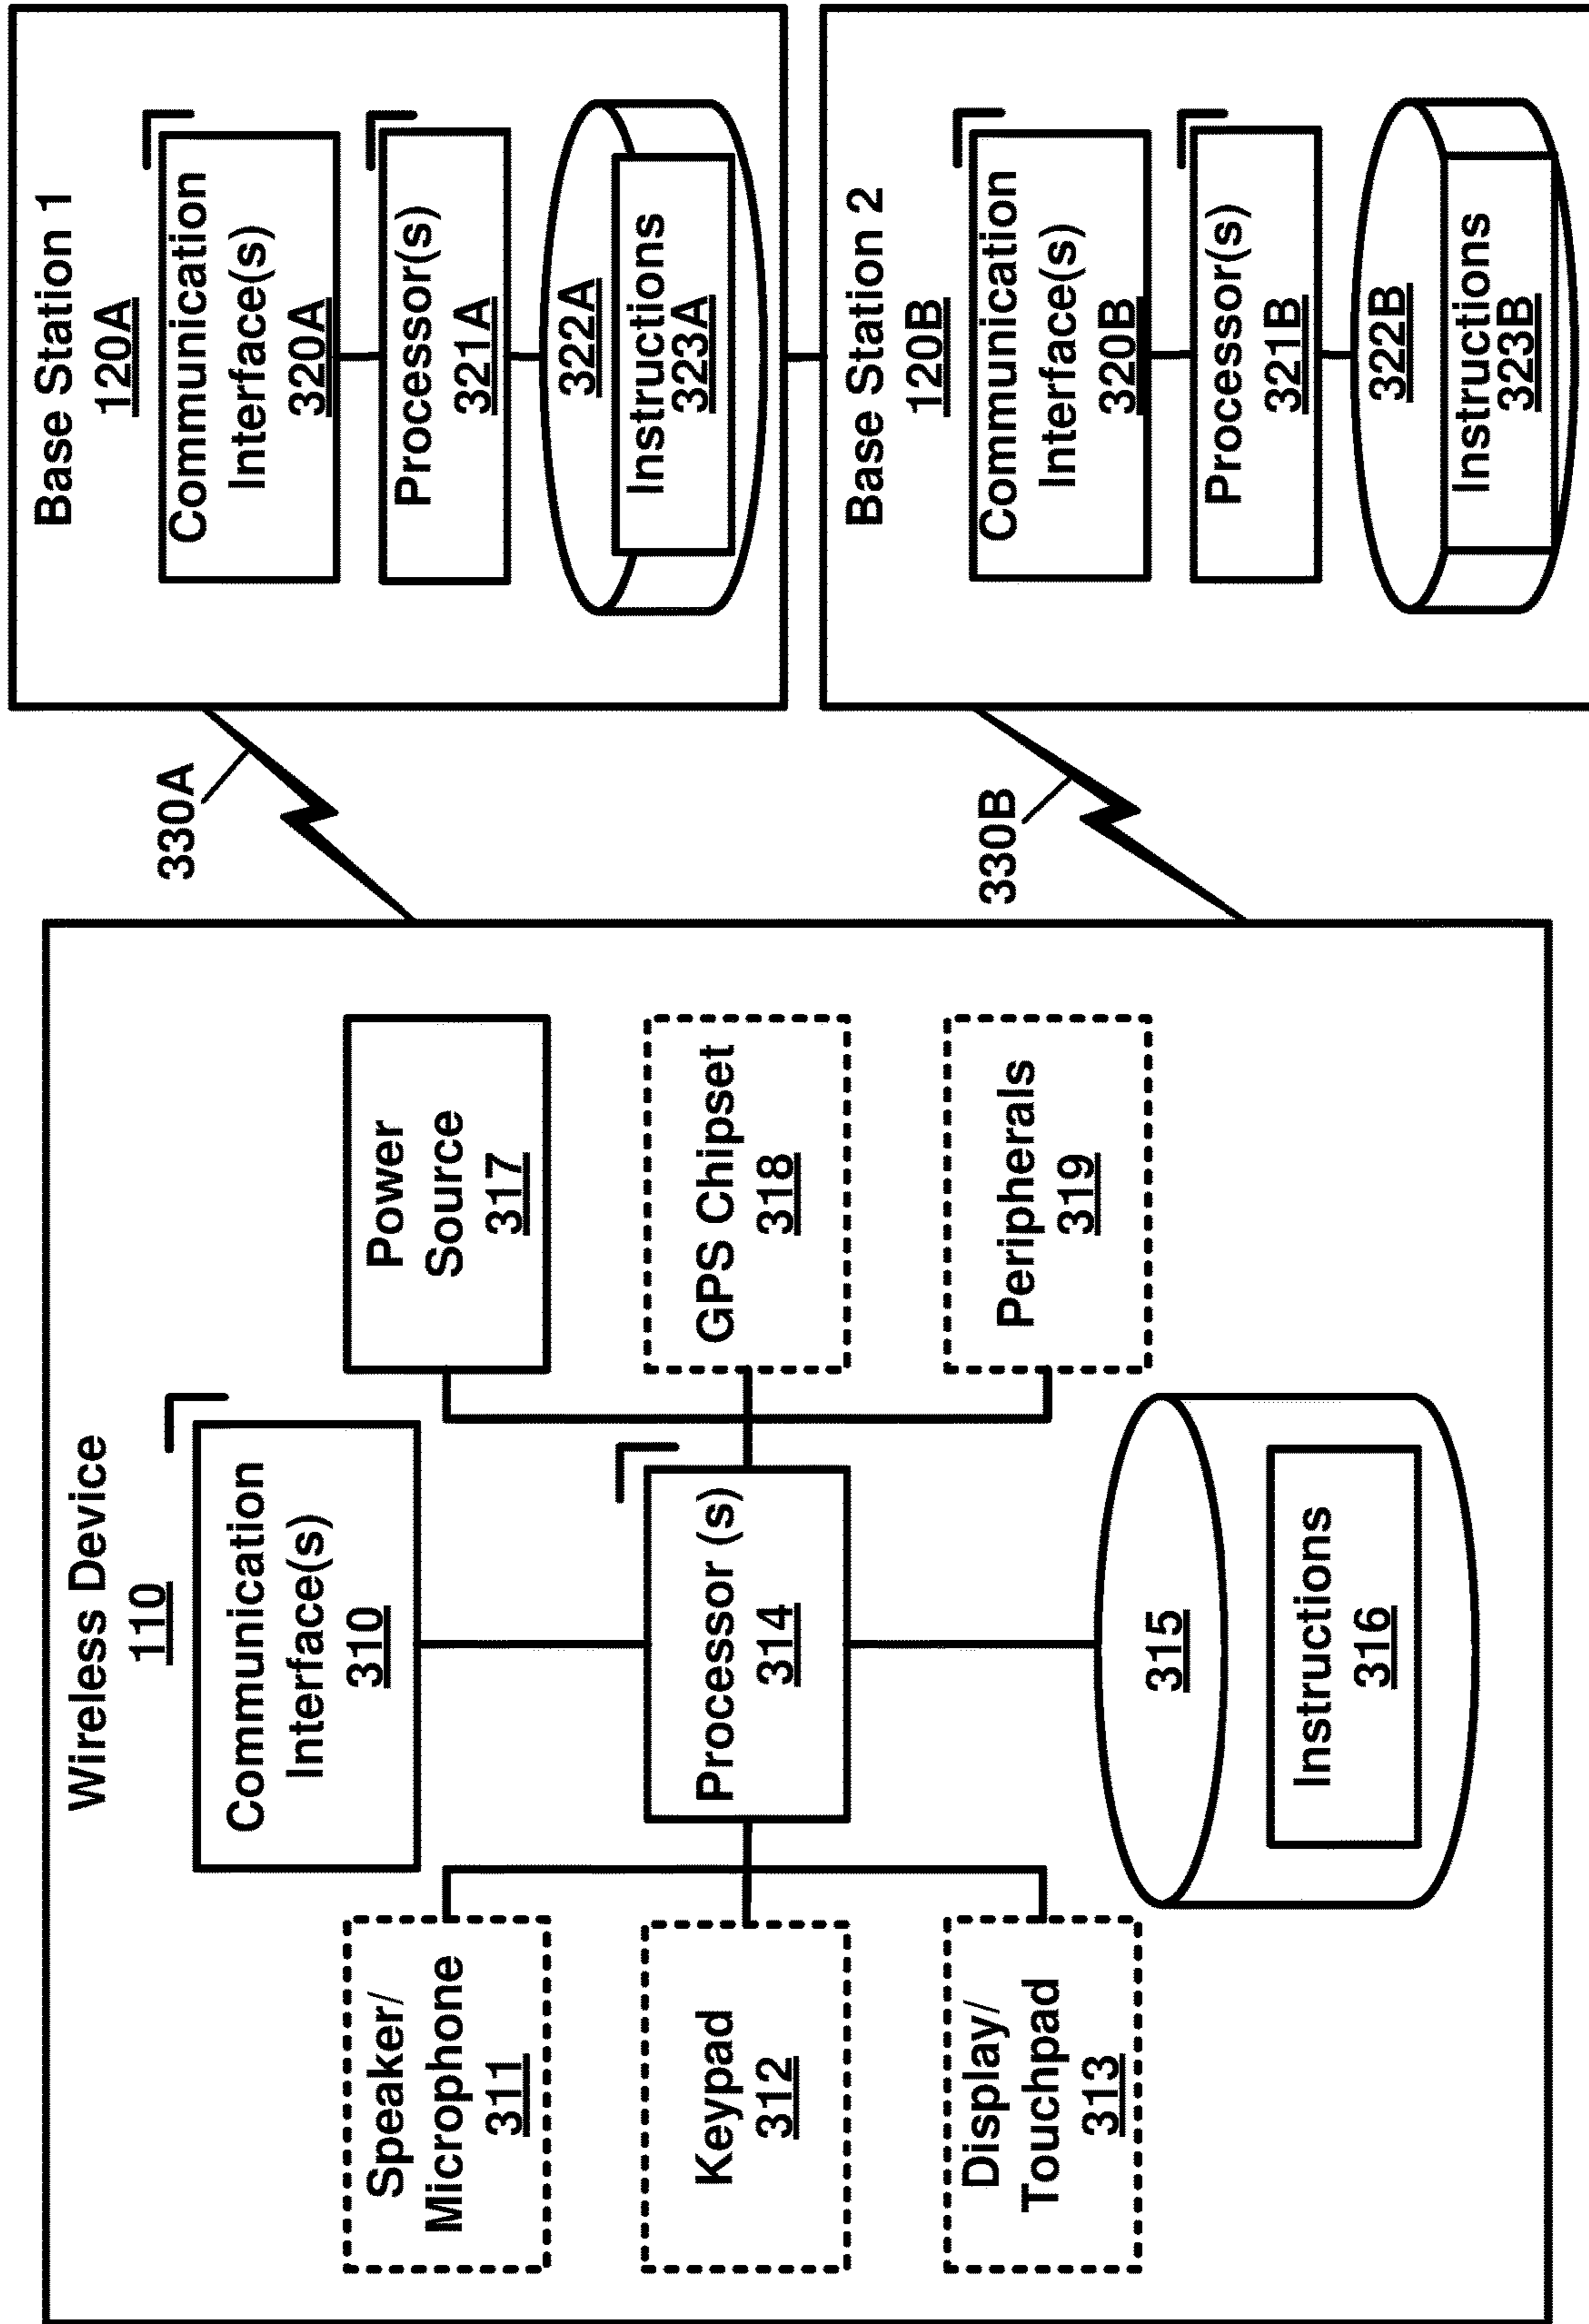 Wireless Device
110
Communication
Interface(s)
310
Speaker/
Microphone
311
Keypad
312
Display/
Touchpad
313
Processor (s)
314
Power
Source
317
GPS Chipset
318
Peripherals
319
315
Instructions
316
330A
330B
Base Station 1
120A
Communication
Interface(s)
320A
Processor(s)
321A
322A
Instructions
323A
Base Station 2
120B
Communication
Interface(s)
320B
Processor(s)
321B
322B
Instructions
323B